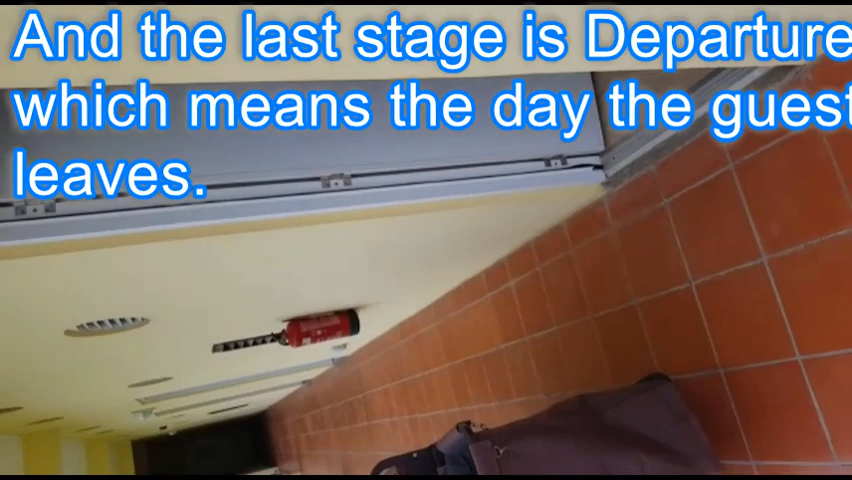 And the last stage is Departure
which means the day the guest
leaves.